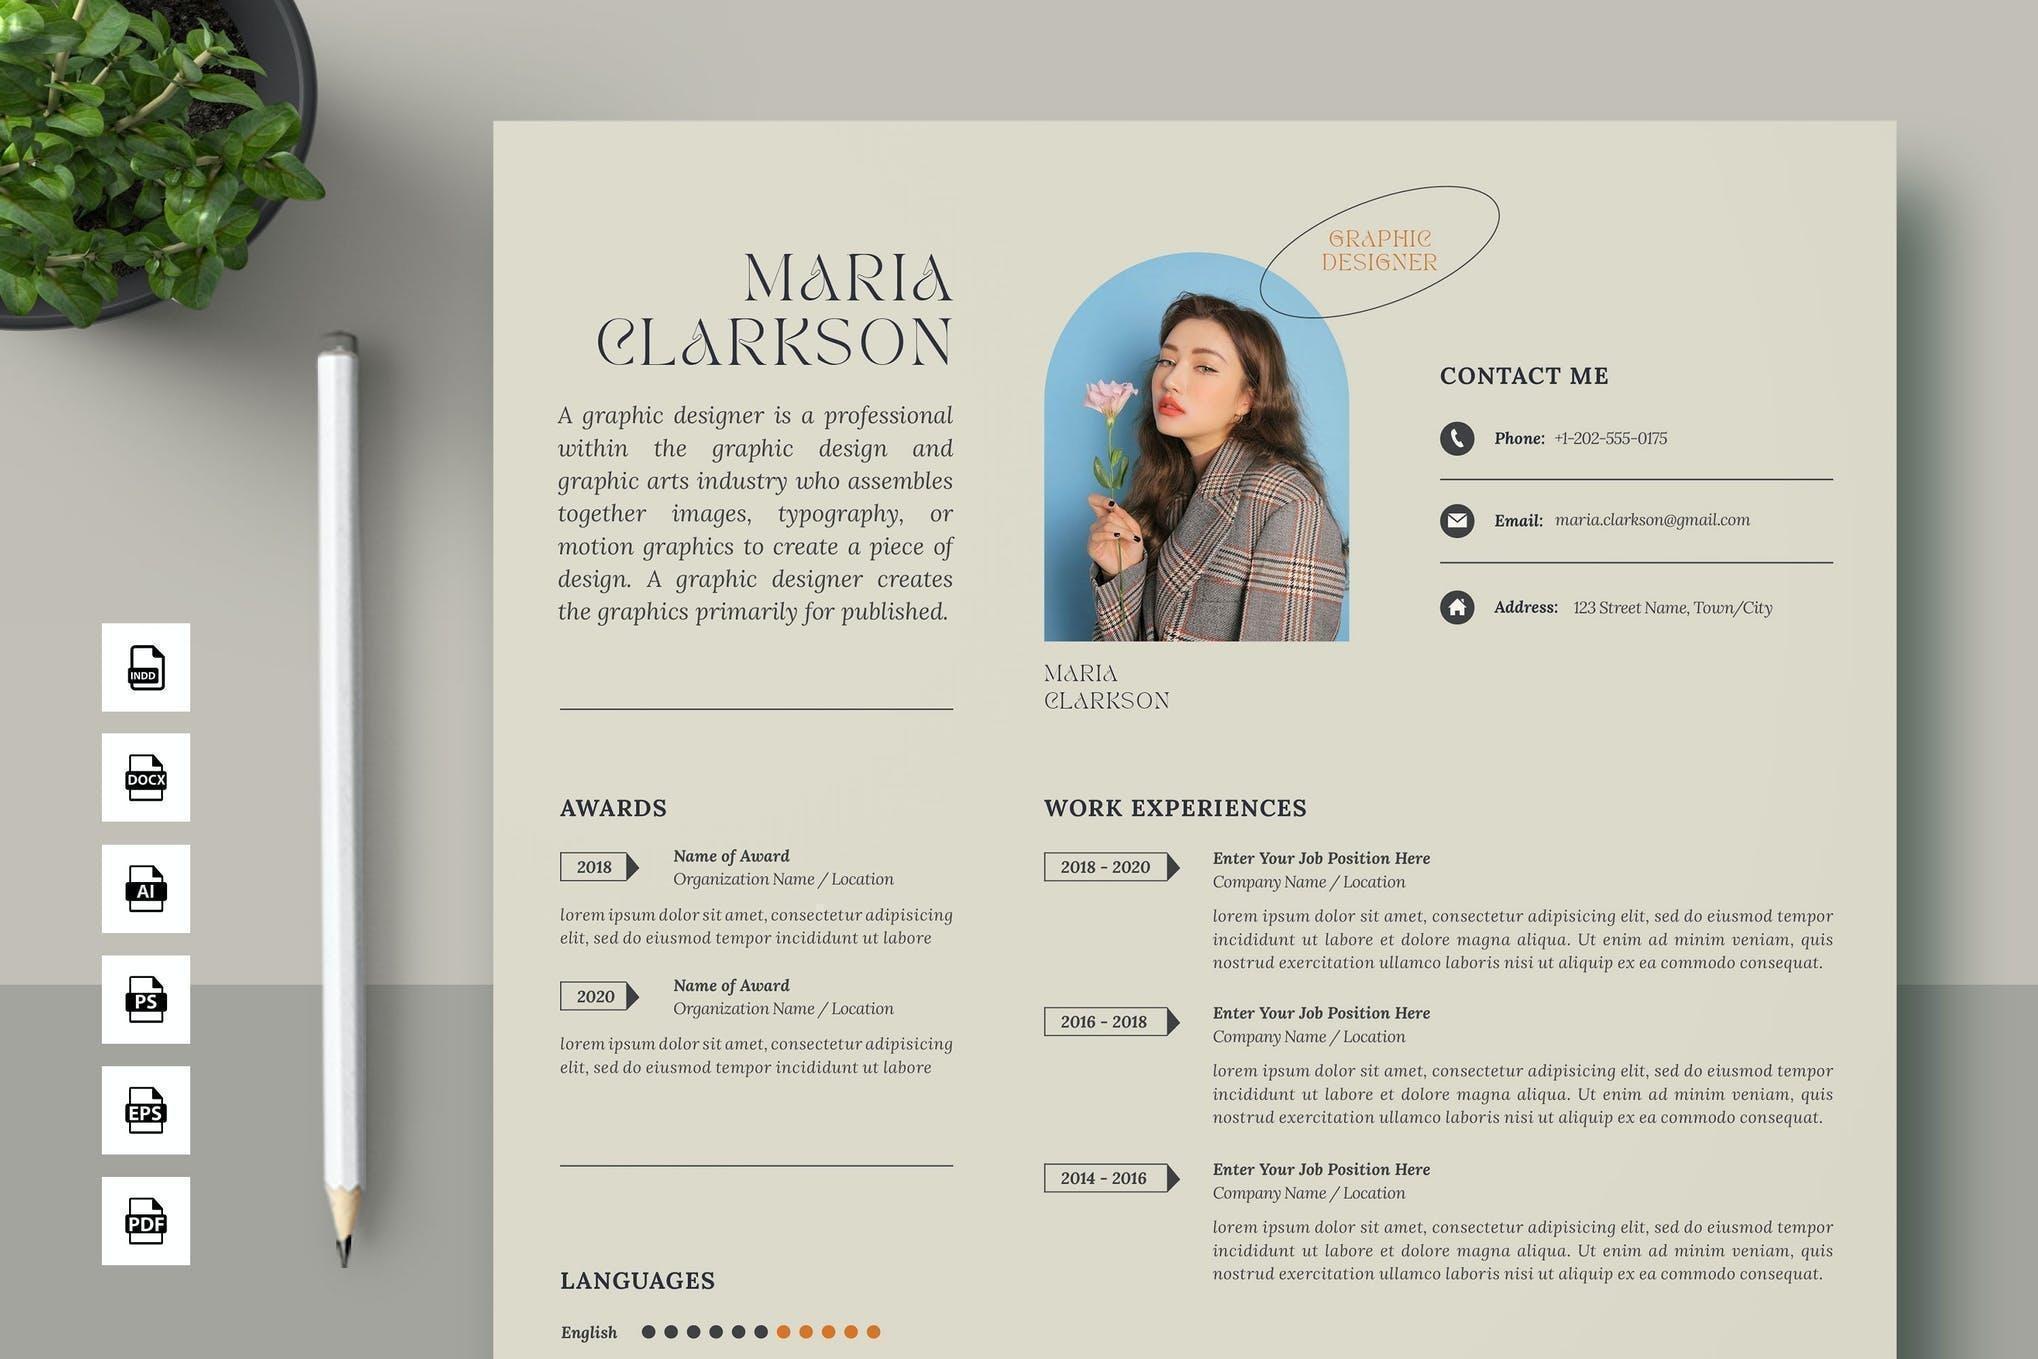 MARIA
CLARKSON
A graphic designer is a professional
within the graphic design and
graphic arts industry who assembles
together images, typography, or
motion graphics to create a piece of
design. A graphic designer creates
the graphics primarily for published.
GRAPHIC
DESIGNER
MARIA
CLARKSON
CONTACT ME
Phone: +1-202-555-0175
Email: maria.clarkson@gmail.com
Address: 123 Street Name, Town/City
AWARDS
2018
Name of Award
Organization Name / Location
lorem ipsum dolor sit amet, consectetur adipisicing
elit, sed do eiusmod tempor incididunt ut labore
2020
Name of Award
Organization Name / Location
lorem ipsum dolor sit amet, consectetur adipisicing
elit, sed do eiusmod tempor incididunt ut labore
LANGUAGES
English
WORK EXPERIENCES
2018 - 2020
Enter Your Job Position Here
Company Name / Location
lorem ipsum dolor sit amet, consectetur adipisicing elit, sed do eiusmod tempor
incididunt ut labore et dolore magna aliqua. Ut enim ad minim veniam, quis
nostrud exercitation ullamco laboris nisi ut aliquip ex ea commodo consequat.
2016 - 2018
Enter Your Job Position Here
Company Name / Location
lorem ipsum dolor sit amet, consectetur adipisicing elit, sed do eiusmod tempor
incididunt ut labore et dolore magna aliqua. Ut enim ad minim veniam, quis
nostrud exercitation ullamco laboris nisi ut aliquip ex ea commodo consequat.
2014 - 2016
Enter Your Job Position Here
Company Name / Location
lorem ipsum dolor sit amet, consectetur adipisicing elit, sed do eiusmod tempor
incididunt ut labore et dolore magna aliqua. Ut enim ad minim veniam, quis
nostrud exercitation ullamco laboris nisi ut aliquip ex ea commodo consequat.
INDD
DOCX
AI
PS
EPS
PDF